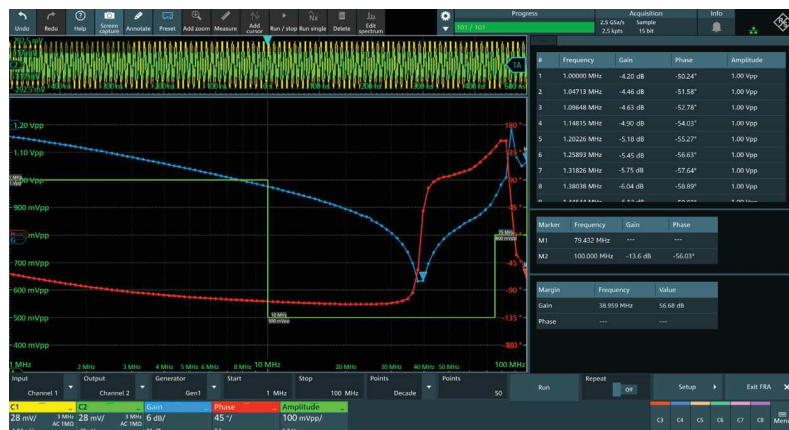 Undo Redo Help Screen capture Annotate Preset Add zoom Measure Add cursor Run / stop Run single Delete Edit spectrum
Progress
101 / 101
Acquisition
2.5 GSa/s Sample
2.5 kpts 15 bit
Info
TA
1.20 Vpp
1.10 Vpp
900 mVpp
700 mVpp
600 mVpp
500 mVpp
400 mVpp
180 °
90 °
-45 °
-90 °
-135 °
-180 °
10 MHz
500 mVpp
75 MHz
800 mVpp
1 MHz 2 MHz 3 MHz 4 MHz 5 MHz 6 MHz 8 MHz 10 MHz 20 MHz 30 MHz 40 MHz 50 MHz 100 MHz
# Frequency Gain Phase Amplitude
1 1.00000 MHz -4.20 dB -50.24° 1.00 Vpp
2 1.04713 MHz -4.46 dB -51.58° 1.00 Vpp
3 1.09648 MHz -4.63 dB -52.78° 1.00 Vpp
4 1.14815 MHz -4.90 dB -54.03° 1.00 Vpp
5 1.20226 MHz -5.18 dB -55.27° 1.00 Vpp
6 1.25893 MHz -5.45 dB -56.63° 1.00 Vpp
7 1.31826 MHz -5.75 dB -57.64° 1.00 Vpp
8 1.38038 MHz -6.04 dB -58.89° 1.00 Vpp
Marker Frequency Gain Phase
M1 79.432 MHz --- ---
M2 100.000 MHz -13.6 dB -56.03°
Margin Frequency Value
Gain 38.959 MHz 56.68 dB
Phase --- ---
Input Output Generator Start Stop Points Points Repeat
Channel 1 Channel 2 Gen1 1 MHz 100 MHz Decade 50 Run Off Setup Exit FRA
C1 C2 Gain Phase Amplitude
28 mV/ 3 MHz AC 1MΩ 28 mV/ 3 MHz AC 1MΩ 6 dB/ 45 °/ 100 mVpp/
C3 C4 C5 C6 C7 C8 Menu